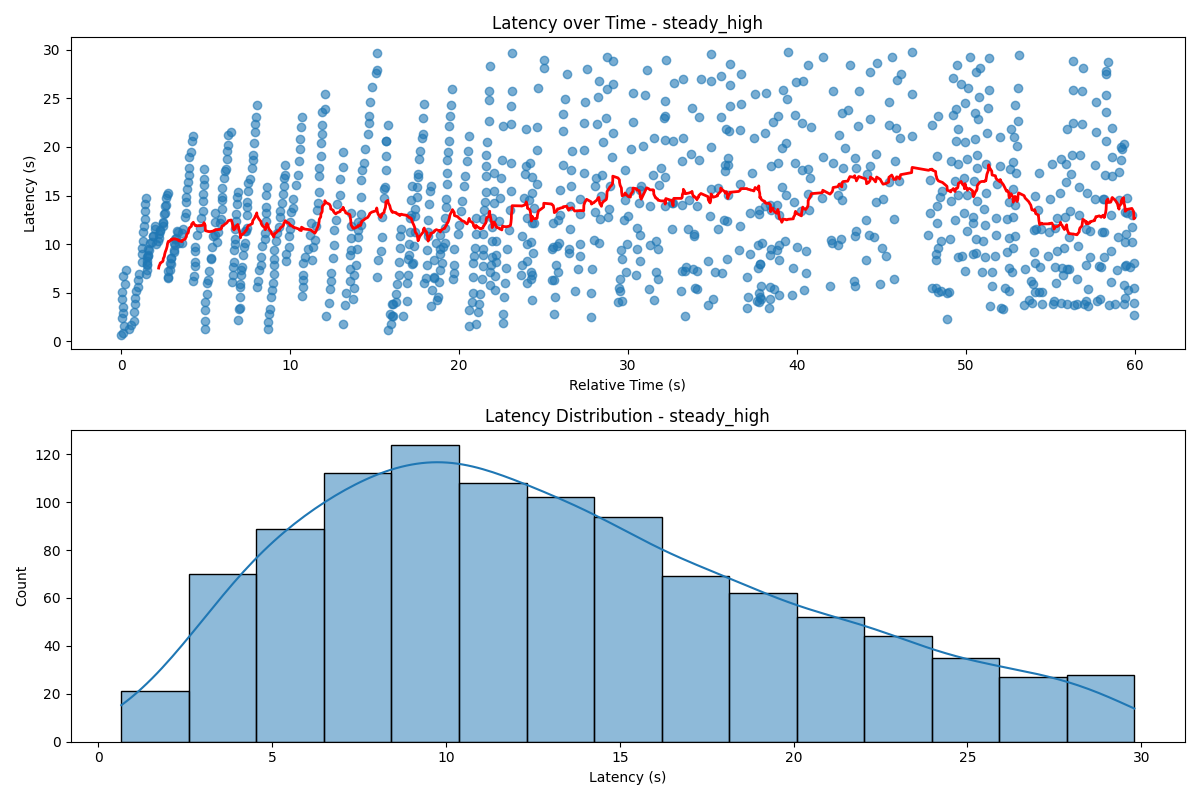 Latency over Time - steady_high
Latency (s)
30
25
20
15
10
5
0
0 10 20 30 40 50 60
Relative Time (s)
Latency Distribution - steady_high
Count
120
100
80
60
40
20
0
0 5 10 15 20 25 30
Latency (s)